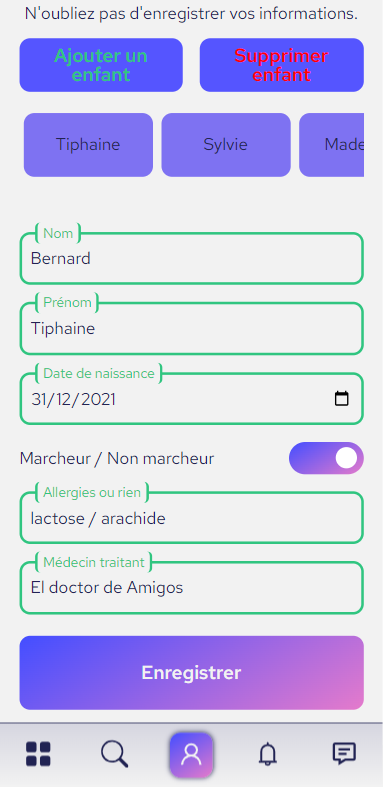 N'oubliez pas d'enregistrer vos informations.
Ajouter un
enfant
Supprimer
enfant
Tiphaine
Sylvie
Made
Nom
Bernard
Prénom
Tiphaine
Date de naissance
31/12/2021
Marcheur / Non marcheur
Allergies ou rien
lactose / arachide
Médecin traitant
El doctor de Amigos
Enregistrer